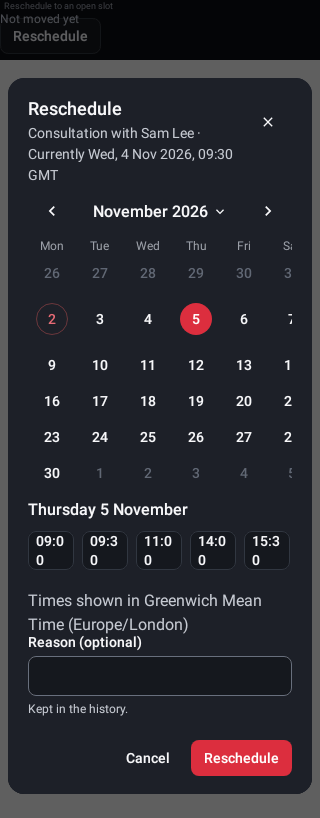 Reschedule to an open slot
Not moved yet
Reschedule
Reschedule
Consultation with Sam Lee ·
Currently Wed, 4 Nov 2026, 09:30
GMT
November 2026
Mon Tue Wed Thu Fri
26 27 28 29 30
2 3 4 5 6 7
9 10 11 12 13
16 17 18 19 20
23 24 25 26 27
30 1 2 3 4 5
Thursday 5 November
09:0 09:3 11:0 14:0 15:3
0 0 0 0 0
Times shown in Greenwich Mean
Time (Europe/London)
Reason (optional)
Kept in the history.
Cancel Reschedule